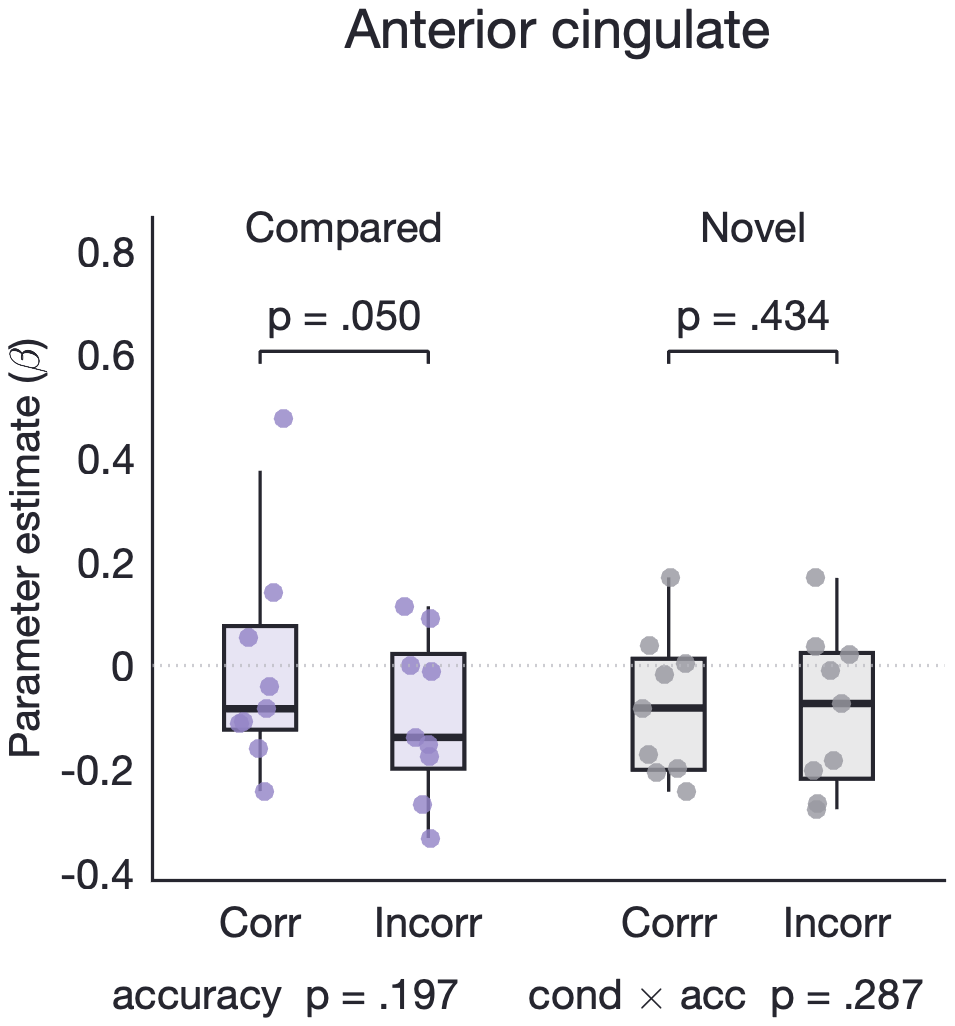 Anterior cingulate
Compared Novel
p = .050 p = .434
Parameter estimate (β)
0.8
0.6
0.4
0.2
0
-0.2
-0.4
Corr Incorr Corrr Incorr
accuracy p = .197 cond × acc p = .287